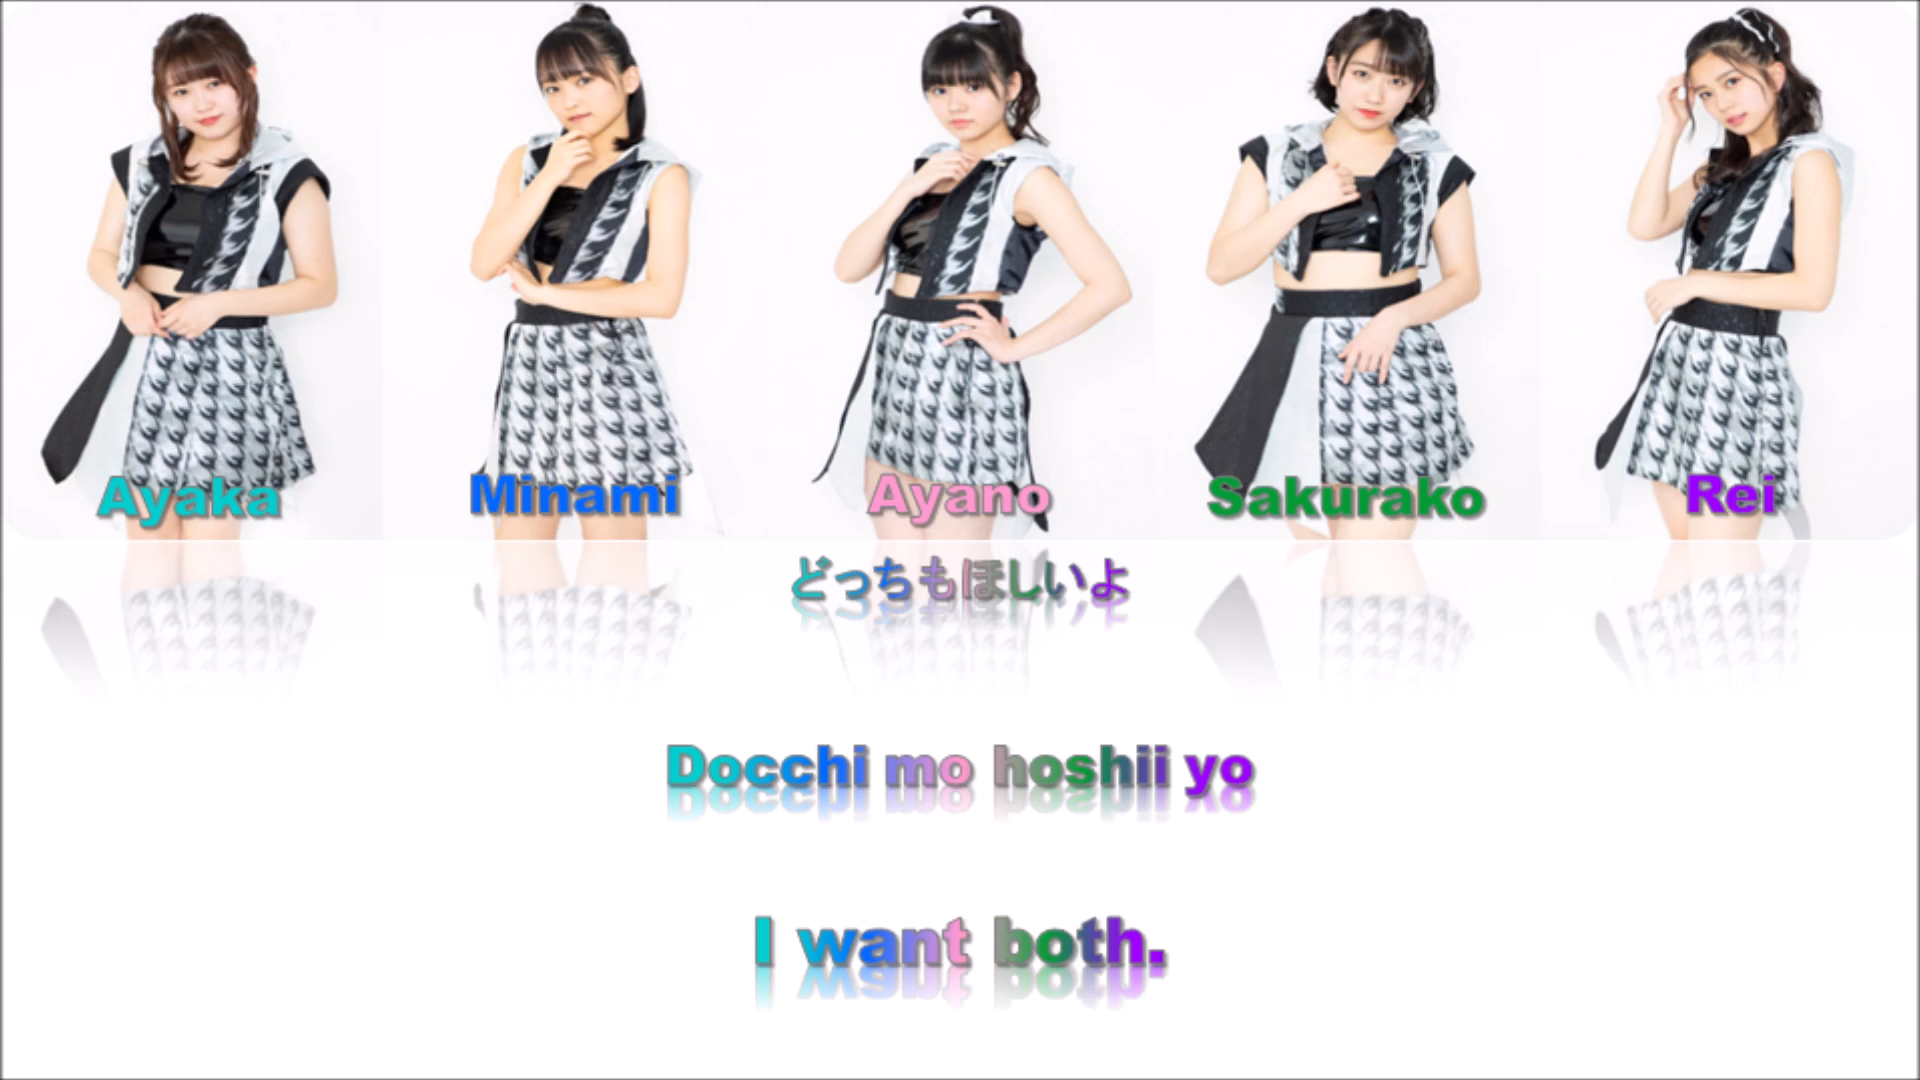 Ayaka Minami Ayano Sakurako Rei
どっちもほしいよ
Docchi mo hoshii yo
I want both.